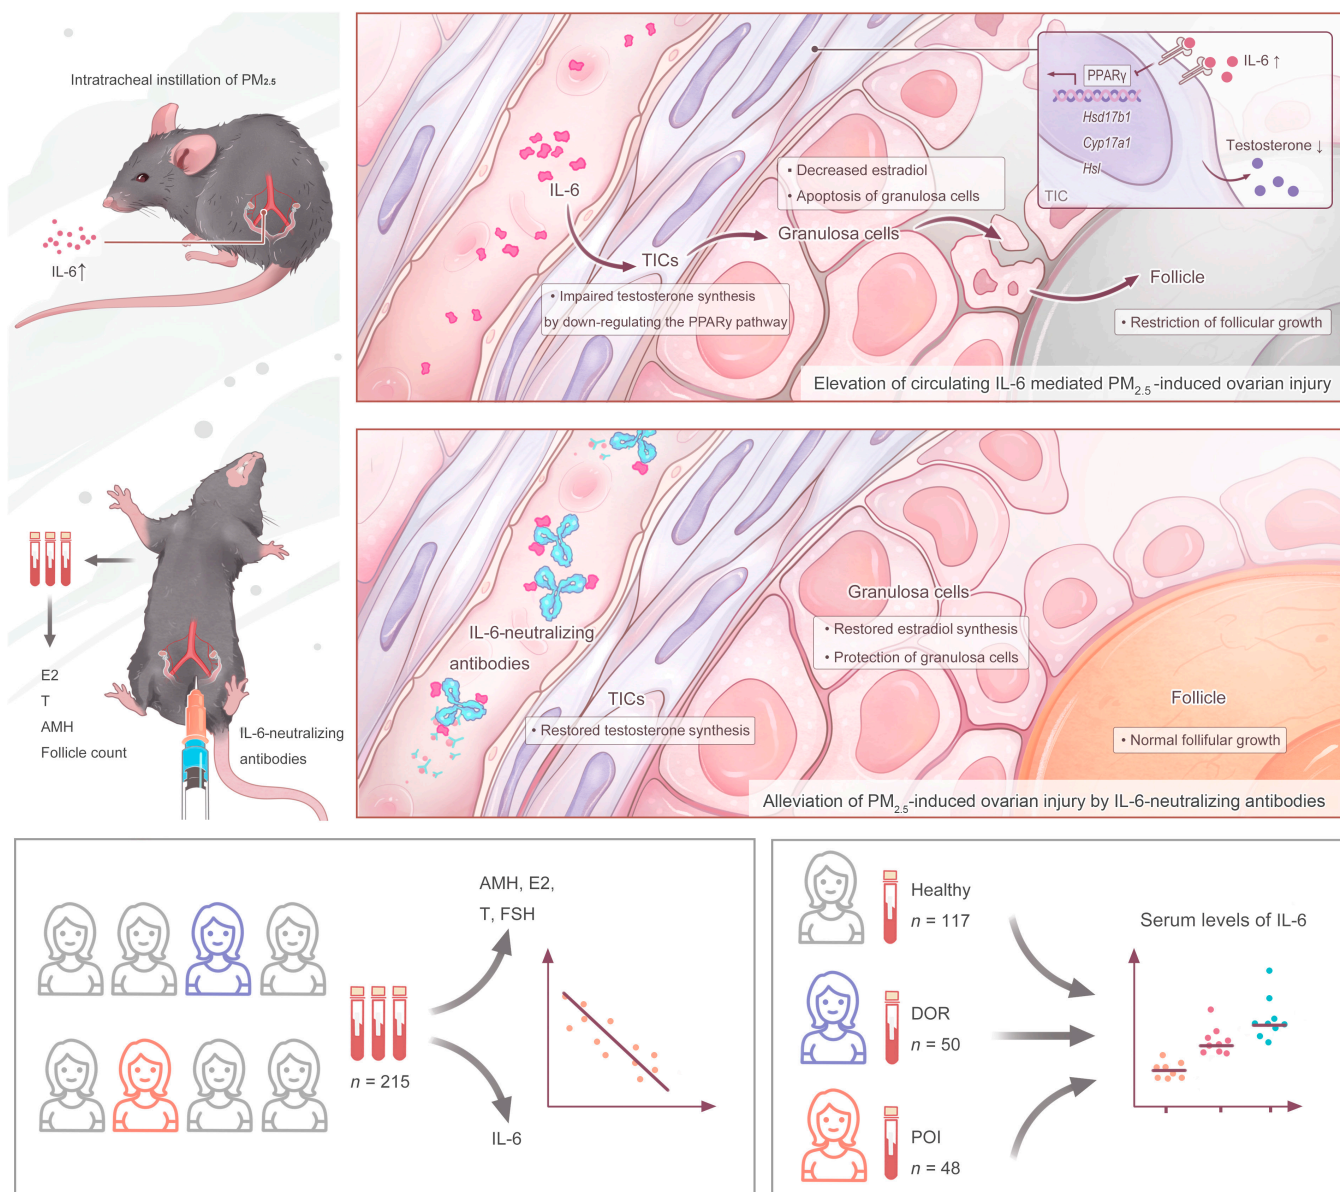 Intratracheal instillation of PM2.5
IL-6↑
IL-6
TICs
• Impaired testosterone synthesis
by down-regulating the PPARγ pathway
• Decreased estradiol
• Apoptosis of granulosa cells
Granulosa cells
Follicle
• Restriction of follicular growth
PPARγ
Hsd17b1
Cyp17a1
Hsl
TIC
IL-6 ↑
Testosterone ↓
Elevation of circulating IL-6 mediated PM2.5-induced ovarian injury
E2
T
AMH
Follicle count
IL-6-neutralizing
antibodies
IL-6-neutralizing
antibodies
TICs
• Restored testosterone synthesis
Granulosa cells
• Restored estradiol synthesis
• Protection of granulosa cells
Follicle
• Normal follifular growth
Alleviation of PM2.5-induced ovarian injury by IL-6-neutralizing antibodies
n = 215
AMH, E2,
T, FSH
IL-6
Healthy
n = 117
DOR
n = 50
POI
n = 48
Serum levels of IL-6